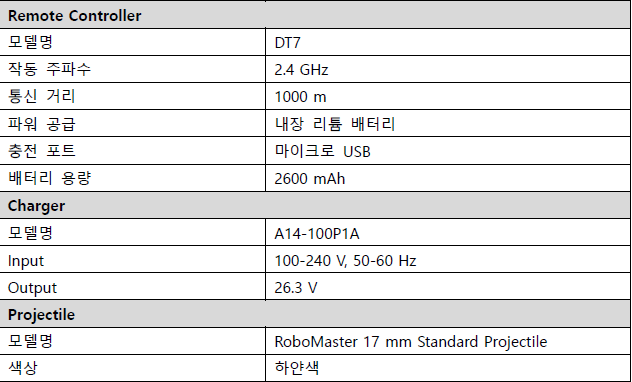 Remote Controller
모델명 DT7
작동 주파수 2.4 GHz
통신 거리 1000 m
파워 공급 내장 리튬 배터리
충전 포트 마이크로 USB
배터리 용량 2600 mAh
Charger
모델명 A14-100P1A
Input 100-240 V, 50-60 Hz
Output 26.3 V
Projectile
모델명 RoboMaster 17 mm Standard Projectile
색상 하얀색